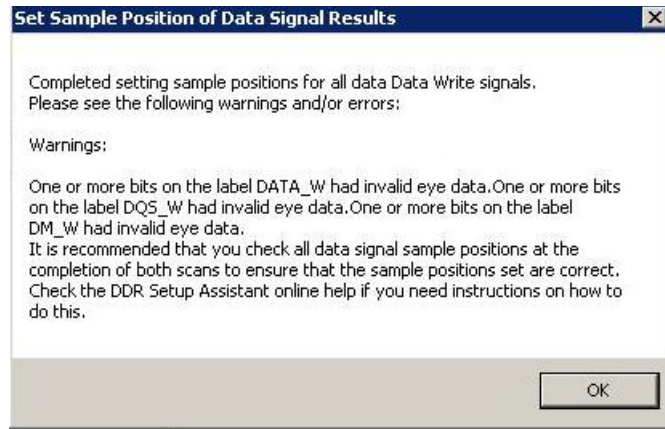 Set Sample Position of Data Signal Results
Completed setting sample positions for all data Data Write signals.
Please see the following warnings and/or errors:
Warnings:
One or more bits on the label DATA_W had invalid eye data.One or more bits
on the label DQS_W had invalid eye data.One or more bits on the label
DM_W had invalid eye data.
It is recommended that you check all data signal sample positions at the
completion of both scans to ensure that the sample positions set are correct.
Check the DDR Setup Assistant online help if you need instructions on how to
do this.
OK